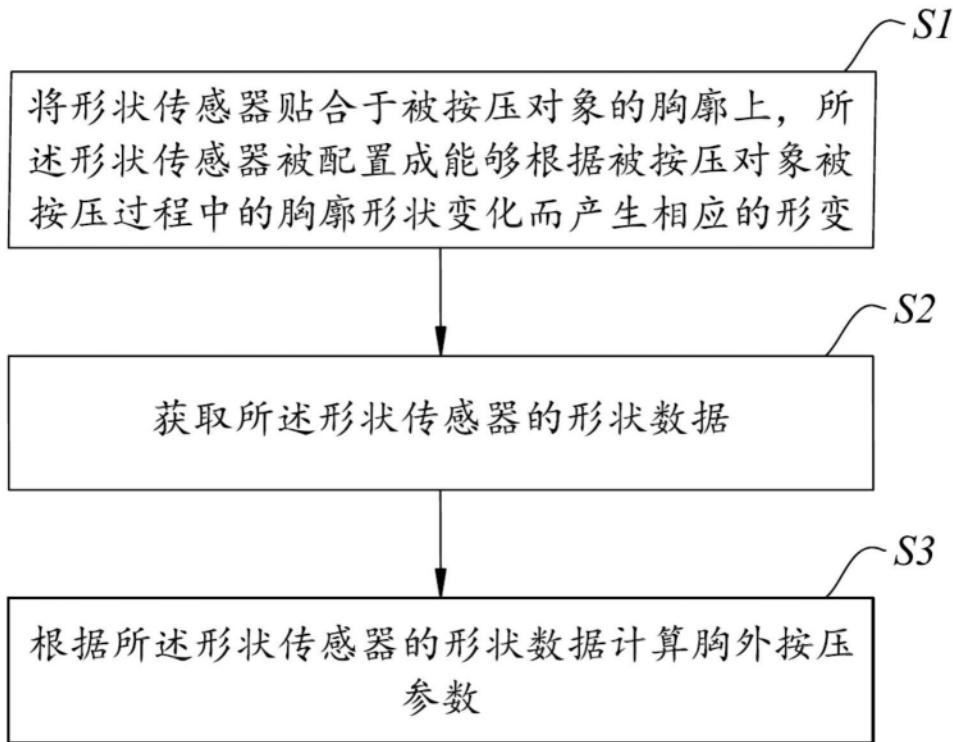 S1
将形状传感器贴合于被按压对象的胸廓上，所
述形状传感器被配置成能够根据被按压对象被
按压过程中的胸廓形状变化而产生相应的形变
S2
获取所述形状传感器的形状数据
S3
根据所述形状传感器的形状数据计算胸外按压
参数